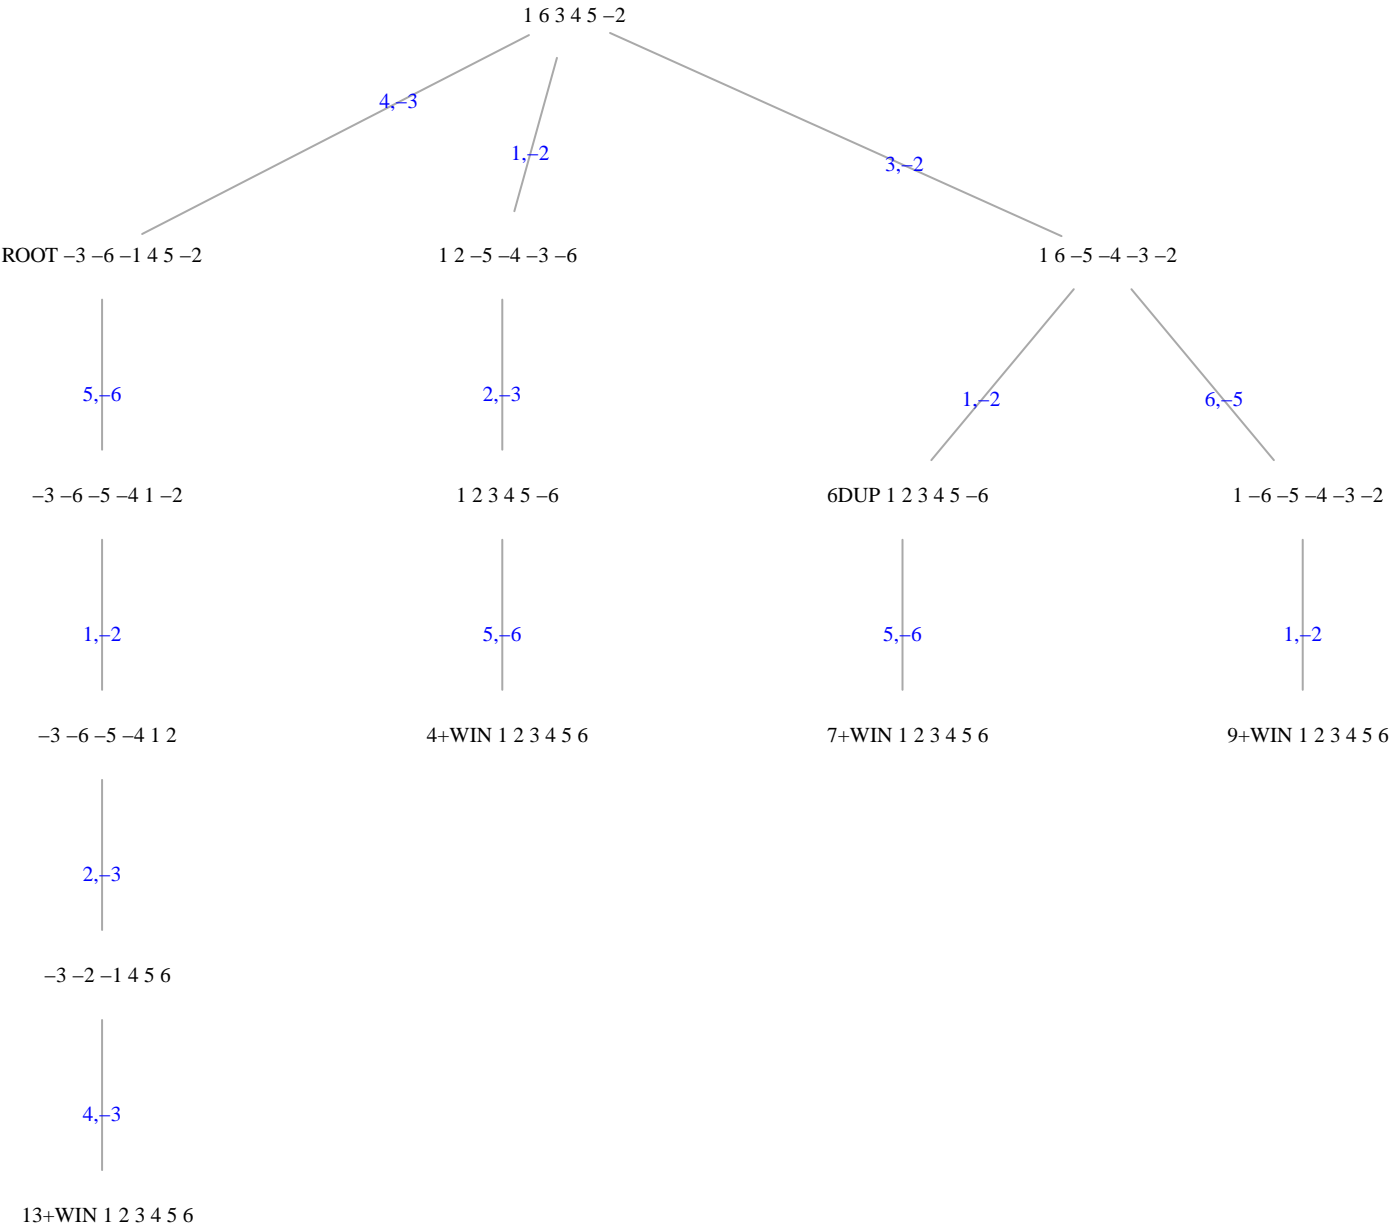 1 6 3 4 5 –2
4,–3
1,–2
3,–2
ROOT –3 –6 –1 4 5 –2
1 2 –5 –4 –3 –6
1 6 –5 –4 –3 –2
5,–6
2,–3
1,–2
6,–5
–3 –6 –5 –4 1 –2
1 2 3 4 5 –6
6DUP 1 2 3 4 5 –6
1 –6 –5 –4 –3 –2
1,–2
5,–6
5,–6
1,–2
–3 –6 –5 –4 1 2
4+WIN 1 2 3 4 5 6
7+WIN 1 2 3 4 5 6
9+WIN 1 2 3 4 5 6
2,–3
–3 –2 –1 4 5 6
4,–3
13+WIN 1 2 3 4 5 6